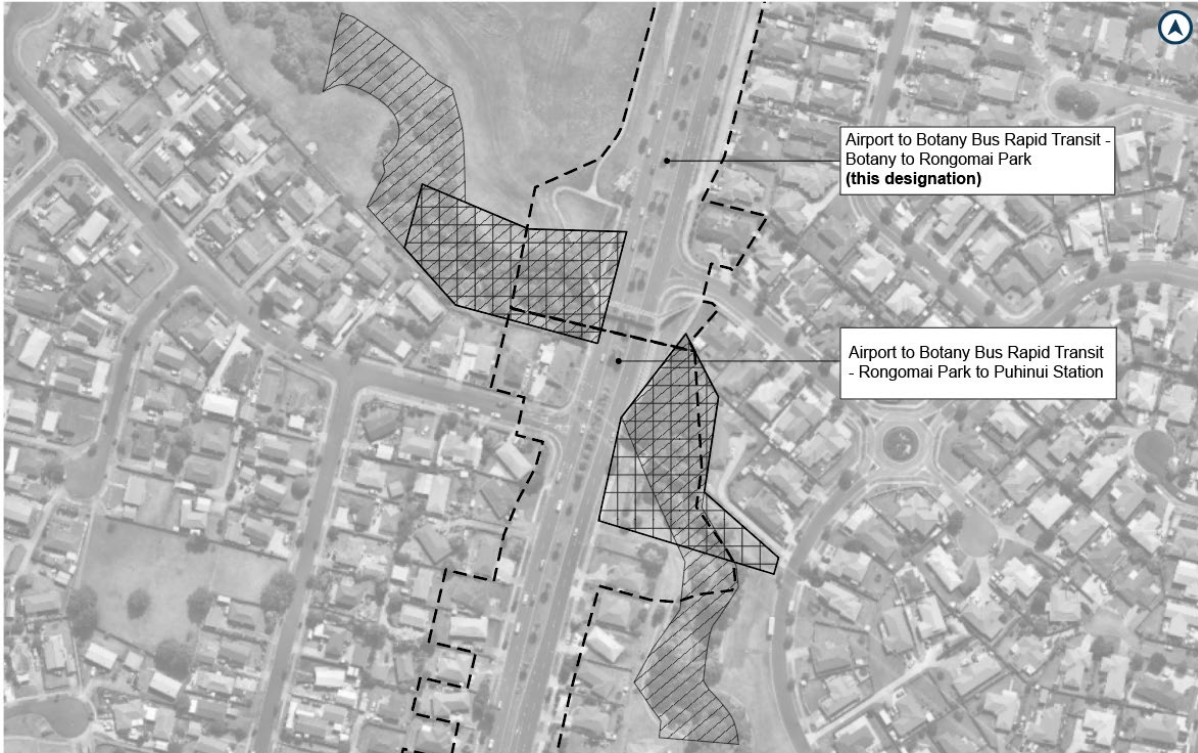 Airport to Botany Bus Rapid Transit -
Botany to Rongomai Park
(this designation)
Airport to Botany Bus Rapid Transit
- Rongomai Park to Puhinui Station